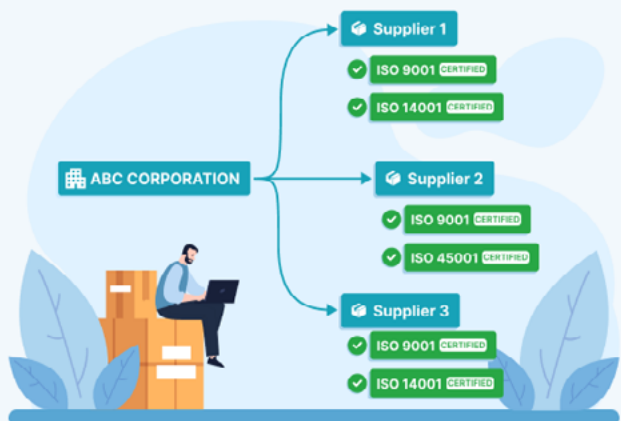 Supplier 1
ISO 9001 CERTIFIED
ISO 14001 CERTIFIED
ABC CORPORATION
Supplier 2
ISO 9001 CERTIFIED
ISO 45001 CERTIFIED
Supplier 3
ISO 9001 CERTIFIED
ISO 14001 CERTIFIED